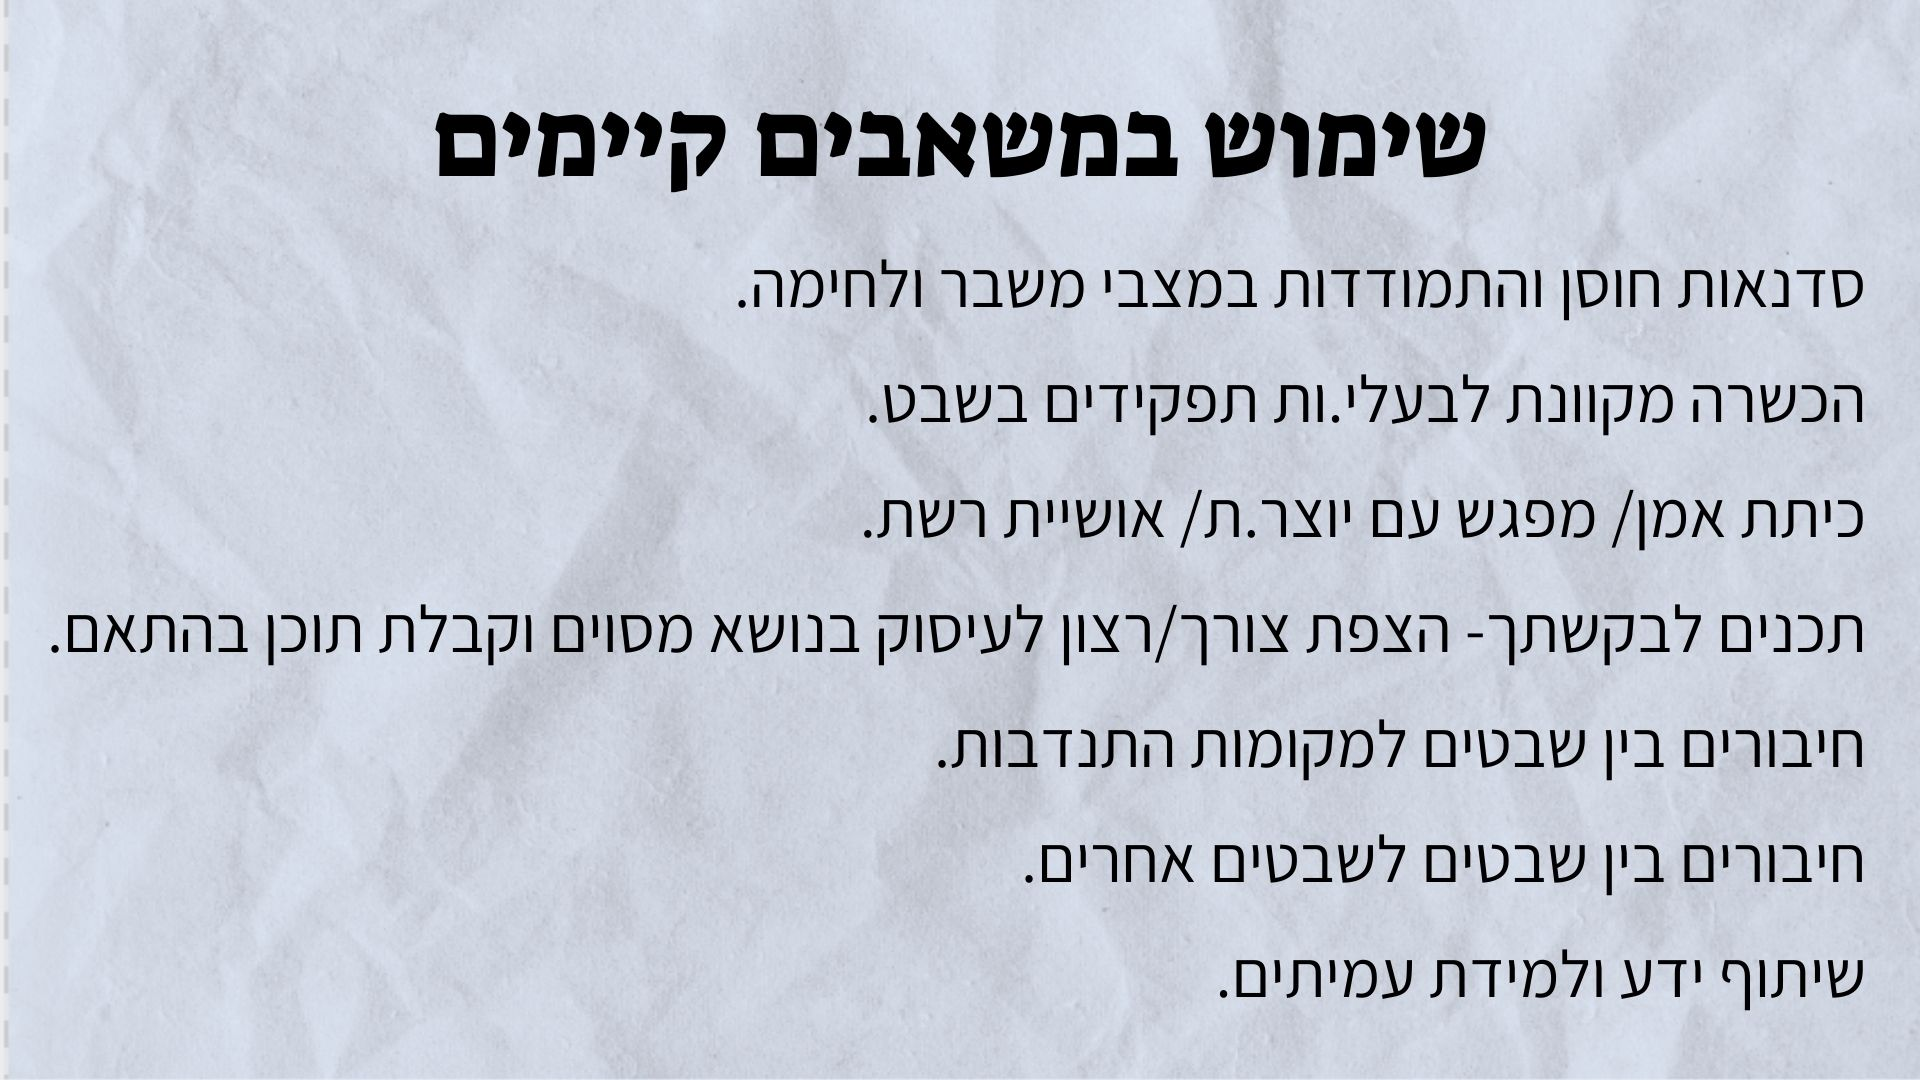 שימוש במשאבים קיימים
סדנאות חוסן והתמודדות במצבי משבר ולחימה.
הכשרה מקוונת לבעלי.ות תפקידים בשבט.
כיתת אמן/ מפגש עם יוצר.ת/ אושיית רשת.
תכנים לבקשתך- הצפת צורך/רצון לעיסוק בנושא מסוים וקבלת תוכן בהתאם.
חיבורים בין שבטים למקומות התנדבות.
חיבורים בין שבטים לשבטים אחרים.
שיתוף ידע ולמידת עמיתים.